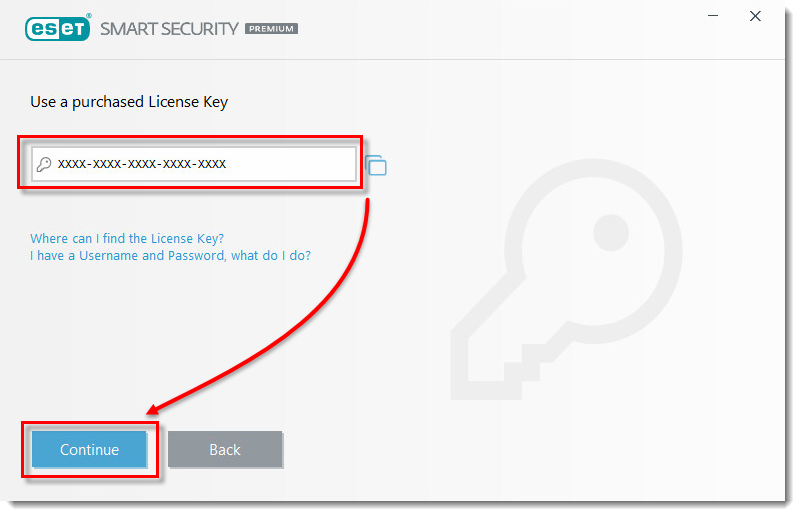 eset® SMART SECURITY PREMIUM
Use a purchased License Key
XXXX-XXXX-XXXX-XXXX-XXXX
Where can I find the License Key?
I have a Username and Password, what do I do?
Continue Back